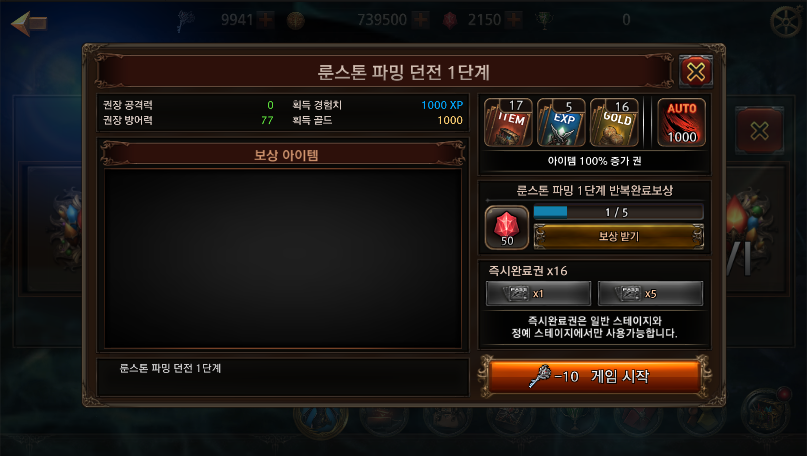 9941
739500
2150
0
룬스톤 파밍 던전 1단계
권장 공격력 0 획득 경험치 1000 XP
권장 방어력 77 획득 골드 1000
보상 아이템
룬스톤 파밍 던전 1단계
17 5 16 AUTO
ITEM EXP GOLD 1000
아이템 100% 증가 권
룬스톤 파밍 1단계 반복완료보상
1 / 5
50 보상 받기
즉시완료권 x16
PASS x1 PASS x5
즉시완료권은 일반 스테이지와
정예 스테이지에서만 사용가능합니다.
-10 게임 시작